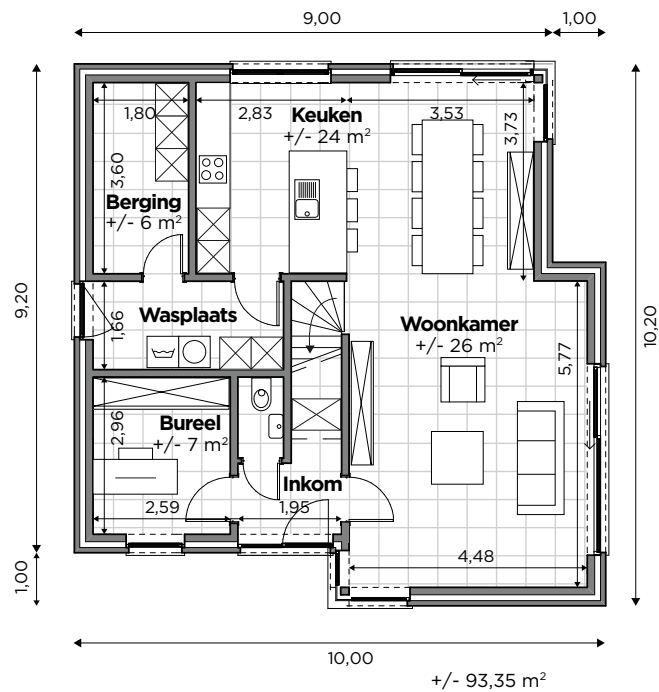 9,00
1,00
1,80
2,83
3,53
Keuken
+/- 24 m²
3,73
3,60
Berging
+/- 6 m²
9,20
1,66
Wasplaats
Woonkamer
+/- 26 m²
10,20
5,77
2,96
Bureel
+/- 7 m²
Inkom
2,59
1,95
4,48
1,00
10,00
+/- 93,35 m²